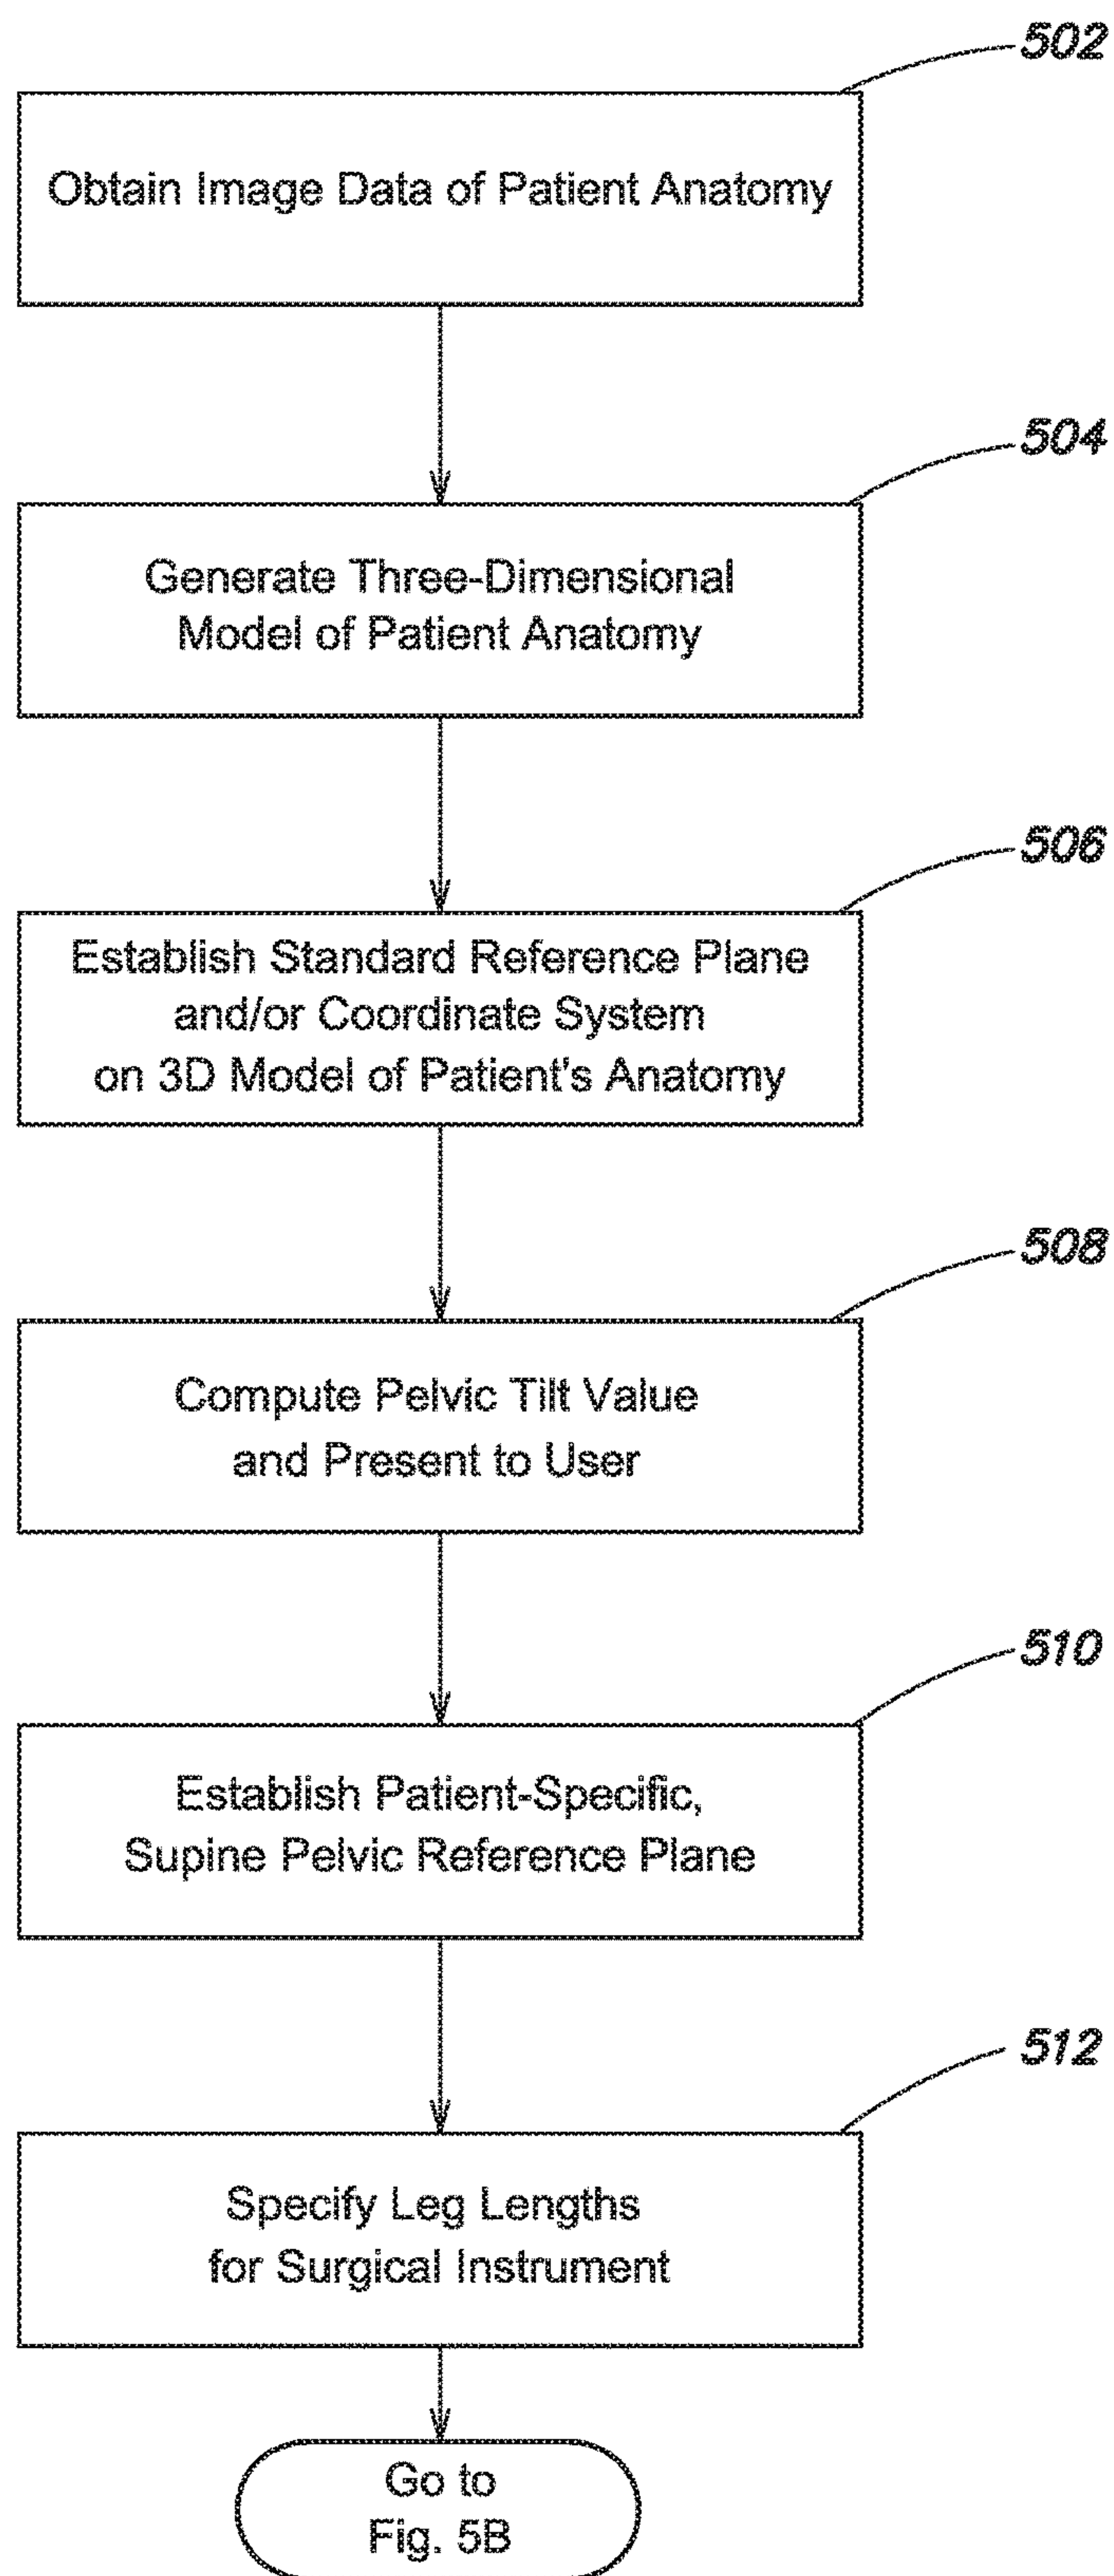 502
Obtain Image Data of Patient Anatomy
504
Generate Three-Dimensional
Model of Patient Anatomy
506
Establish Standard Reference Plane
and/or Coordinate System
on 3D Model of Patient's Anatomy
508
Compute Pelvic Tilt Value
and Present to User
510
Establish Patient-Specific,
Supine Pelvic Reference Plane
512
Specify Leg Lengths
for Surgical Instrument
Go to
Fig. 5B